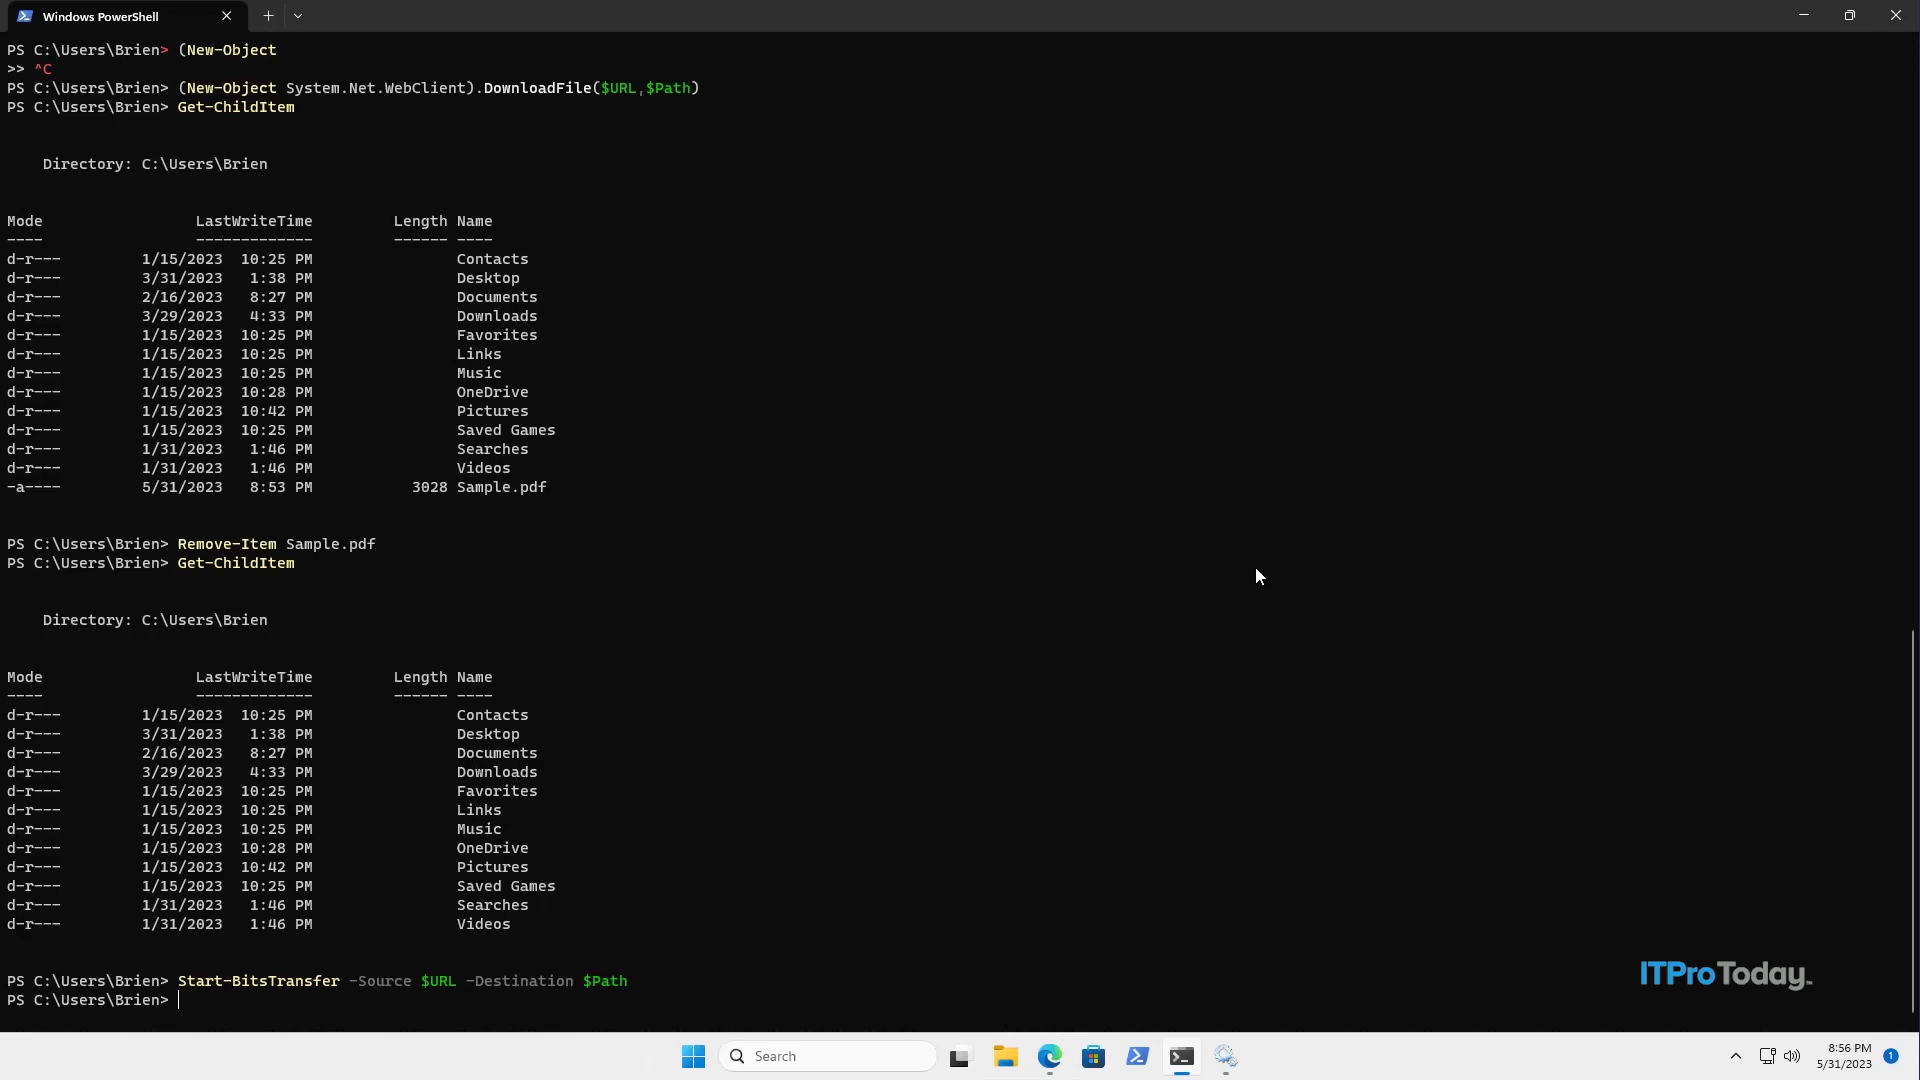 Windows PowerShell
PS C:\Users\Brien> (New-Object
>> ^C
PS C:\Users\Brien> (New-Object System.Net.WebClient).DownloadFile($URL,$Path)
PS C:\Users\Brien> Get-ChildItem
Directory: C:\Users\Brien
Mode LastWriteTime Length Name
---- ------------- ------ ----
d-r--- 1/15/2023 10:25 PM Contacts
d-r--- 3/31/2023 1:38 PM Desktop
d-r--- 2/16/2023 8:27 PM Documents
d-r--- 3/29/2023 4:33 PM Downloads
d-r--- 1/15/2023 10:25 PM Favorites
d-r--- 1/15/2023 10:25 PM Links
d-r--- 1/15/2023 10:25 PM Music
d-r--- 1/15/2023 10:28 PM OneDrive
d-r--- 1/15/2023 10:42 PM Pictures
d-r--- 1/15/2023 10:25 PM Saved Games
d-r--- 1/31/2023 1:46 PM Searches
d-r--- 1/31/2023 1:46 PM Videos
-a---- 5/31/2023 8:53 PM 3028 Sample.pdf
PS C:\Users\Brien> Remove-Item Sample.pdf
PS C:\Users\Brien> Get-ChildItem
Directory: C:\Users\Brien
Mode LastWriteTime Length Name
---- ------------- ------ ----
d-r--- 1/15/2023 10:25 PM Contacts
d-r--- 3/31/2023 1:38 PM Desktop
d-r--- 2/16/2023 8:27 PM Documents
d-r--- 3/29/2023 4:33 PM Downloads
d-r--- 1/15/2023 10:25 PM Favorites
d-r--- 1/15/2023 10:25 PM Links
d-r--- 1/15/2023 10:25 PM Music
d-r--- 1/15/2023 10:28 PM OneDrive
d-r--- 1/15/2023 10:42 PM Pictures
d-r--- 1/15/2023 10:25 PM Saved Games
d-r--- 1/31/2023 1:46 PM Searches
d-r--- 1/31/2023 1:46 PM Videos
PS C:\Users\Brien> Start-BitsTransfer -Source $URL -Destination $Path
PS C:\Users\Brien>
ITProToday
Search
8:56 PM
5/31/2023
1